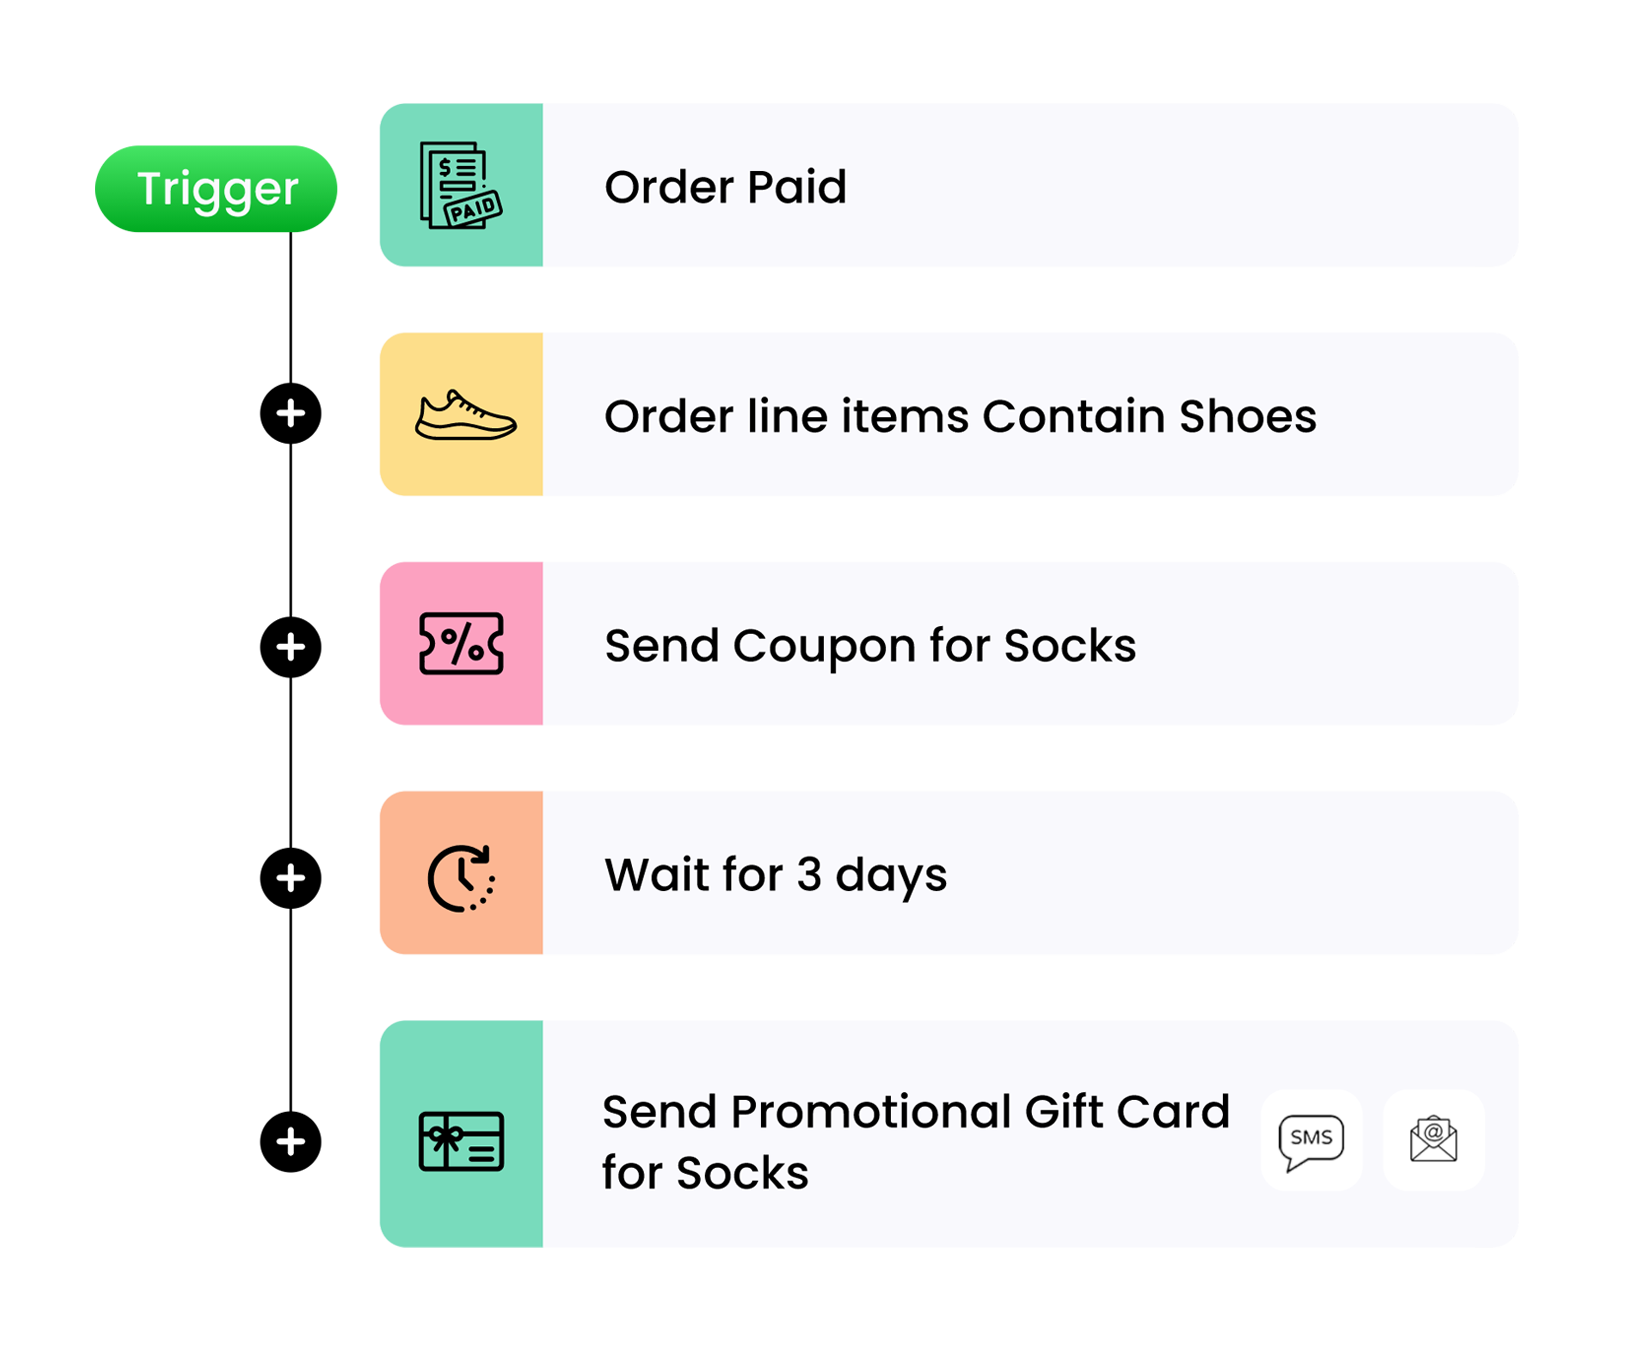 Trigger
$
PAID
Order Paid
Order line items Contain Shoes
%
Send Coupon for Socks
Wait for 3 days
Send Promotional Gift Card
for Socks
SMS
@